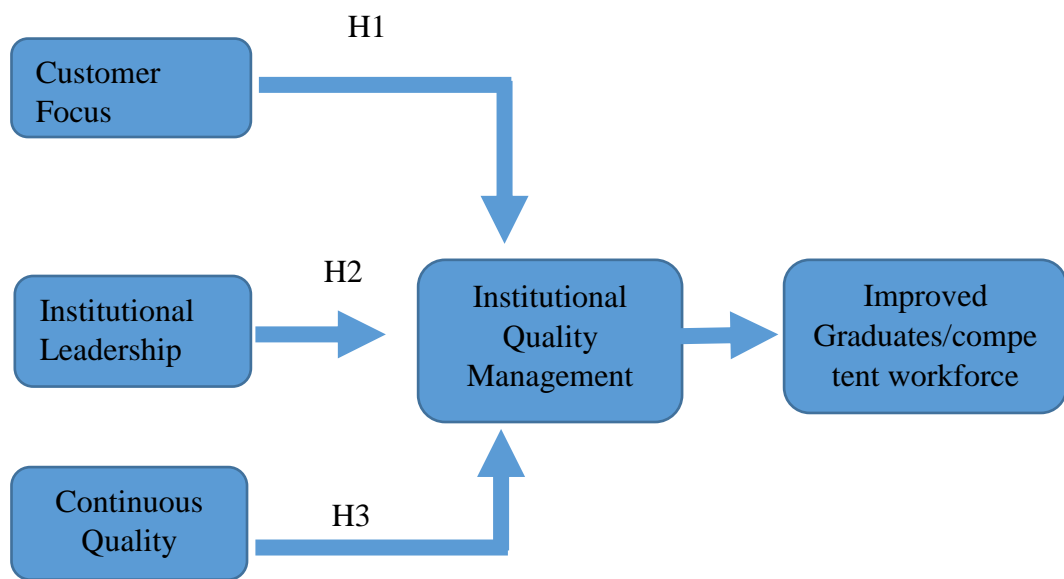 H1
Customer
Focus
H2
Institutional
Leadership
Institutional
Quality
Management
Improved
Graduates/compe
tent workforce
H3
Continuous
Quality